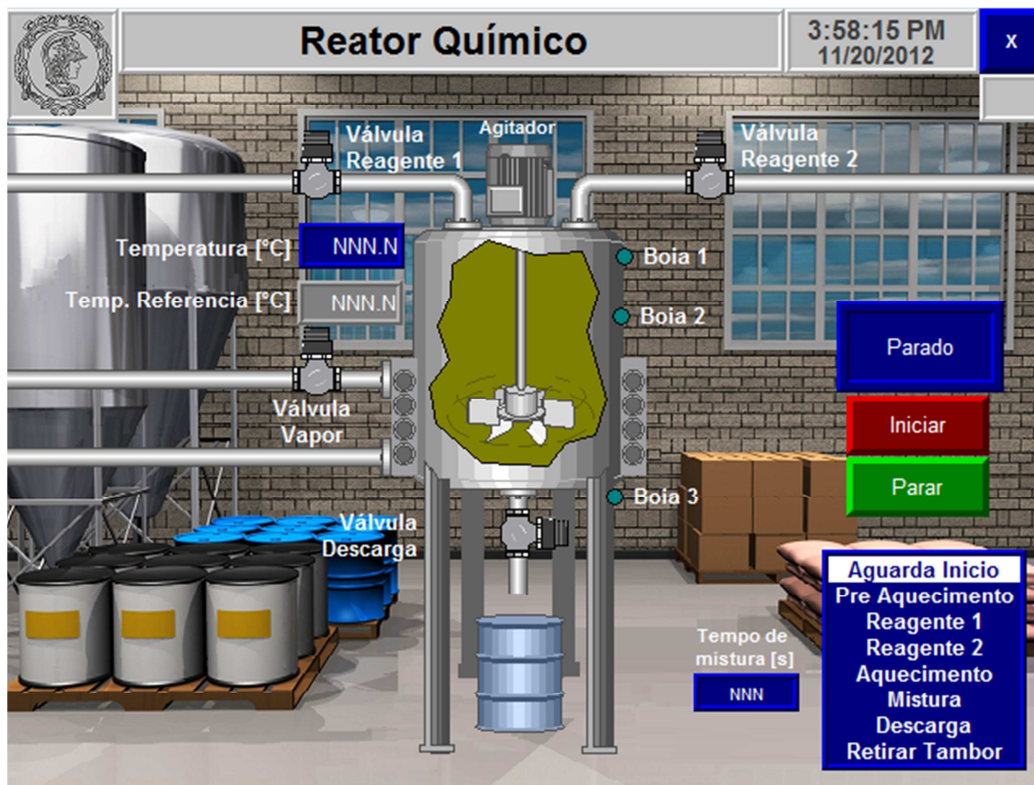 Reator Químico
3:58:15 PM
11/20/2012
X
Válvula
Reagente 1
Agitador
Válvula
Reagente 2
Temperatura [°C]
NNN.N
Temp. Referencia [°C]
NNN.N
Boia 1
Boia 2
Parado
Válvula
Vapor
Iniciar
Parar
Boia 3
Válvula
Descarga
Aguarda Inicio
Pre Aquecimento
Reagente 1
Reagente 2
Aquecimento
Mistura
Descarga
Retirar Tambor
Tempo de
mistura [s]
NNN